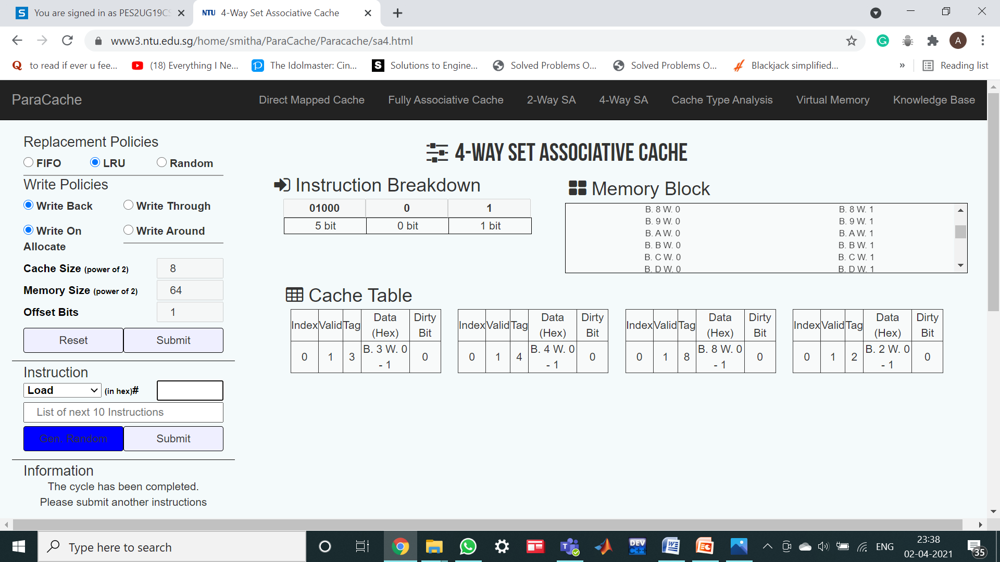 S You are signed in as PES2UG19CS
NTU 4-Way Set Associative Cache
www3.ntu.edu.sg/home/smitha/ParaCache/Paracache/sa4.html
A
to read if ever u fee...
(18) Everything I Ne...
The Idolmaster: Cin...
Solutions to Engine...
Solved Problems O...
Solved Problems O...
Blackjack simplified...
»
Reading list
ParaCache
Direct Mapped Cache
Fully Associative Cache
2-Way SA
4-Way SA
Cache Type Analysis
Virtual Memory
Knowledge Base
Replacement Policies
FIFO LRU Random
Write Policies
Write Back Write Through
Write On Allocate Write Around
Cache Size (power of 2) 8
Memory Size (power of 2) 64
Offset Bits 1
Reset Submit
Instruction
Load (in hex)#
List of next 10 Instructions
Gen. Random Submit
Information
The cycle has been completed.
Please submit another instructions
4-WAY SET ASSOCIATIVE CACHE
Instruction Breakdown
01000 0 1
5 bit 0 bit 1 bit
Memory Block
B. 8 W. 0 B. 8 W. 1
B. 9 W. 0 B. 9 W. 1
B. A W. 0 B. A W. 1
B. B W. 0 B. B W. 1
B. C W. 0 B. C W. 1
B. D W. 0 B. D W. 1
Cache Table
Index Valid Tag Data (Hex) Dirty Bit
0 1 3 B. 3 W. 0 - 1 0
Index Valid Tag Data (Hex) Dirty Bit
0 1 4 B. 4 W. 0 - 1 0
Index Valid Tag Data (Hex) Dirty Bit
0 1 8 B. 8 W. 0 - 1 0
Index Valid Tag Data (Hex) Dirty Bit
0 1 2 B. 2 W. 0 - 1 0
Type here to search
DEV C++
ENG
23:38
02-04-2021
35